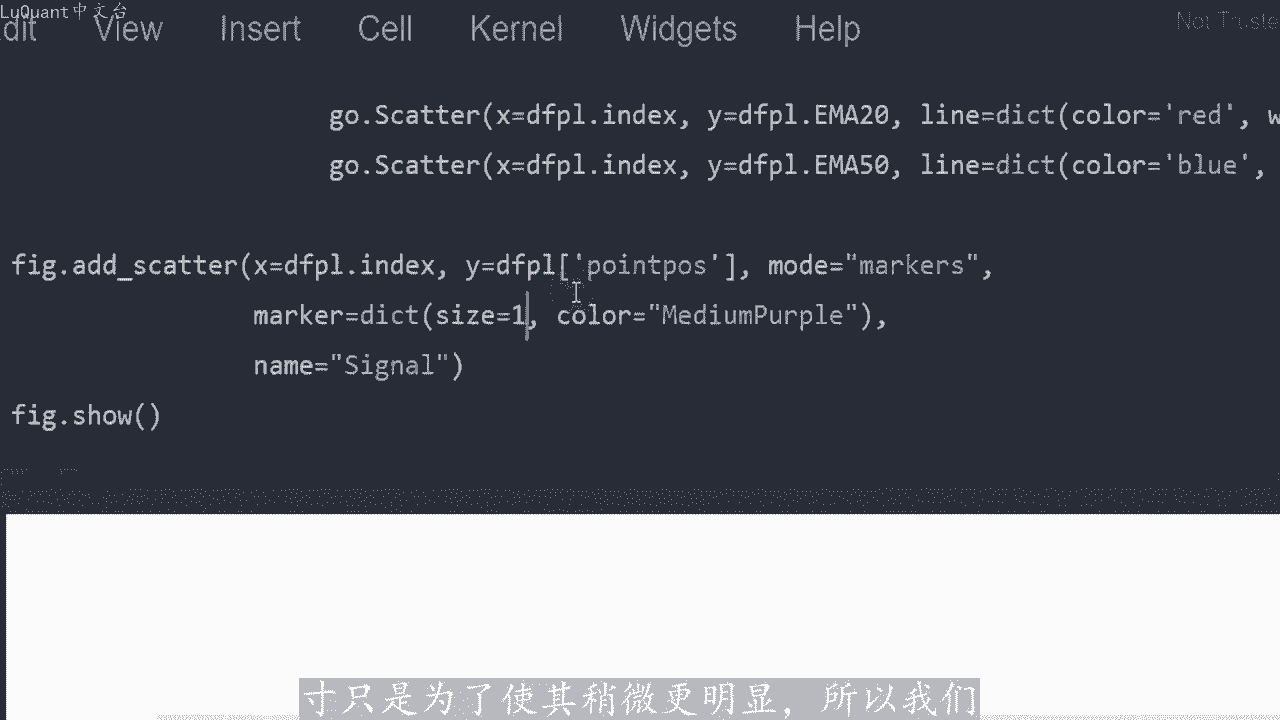 LuQuant中文台
dit View Insert Cell Kernel Widgets Help Not Truste
go.Scatter(x=dfpl.index, y=dfpl.EMA20, line=dict(color='red', w
go.Scatter(x=dfpl.index, y=dfpl.EMA50, line=dict(color='blue',
fig.add_scatter(x=dfpl.index, y=dfpl['pointpos'], mode="markers",
marker=dict(size=1, color="MediumPurple"),
name="Signal")
fig.show()
寸只是为了使其稍微更明显，所以我们